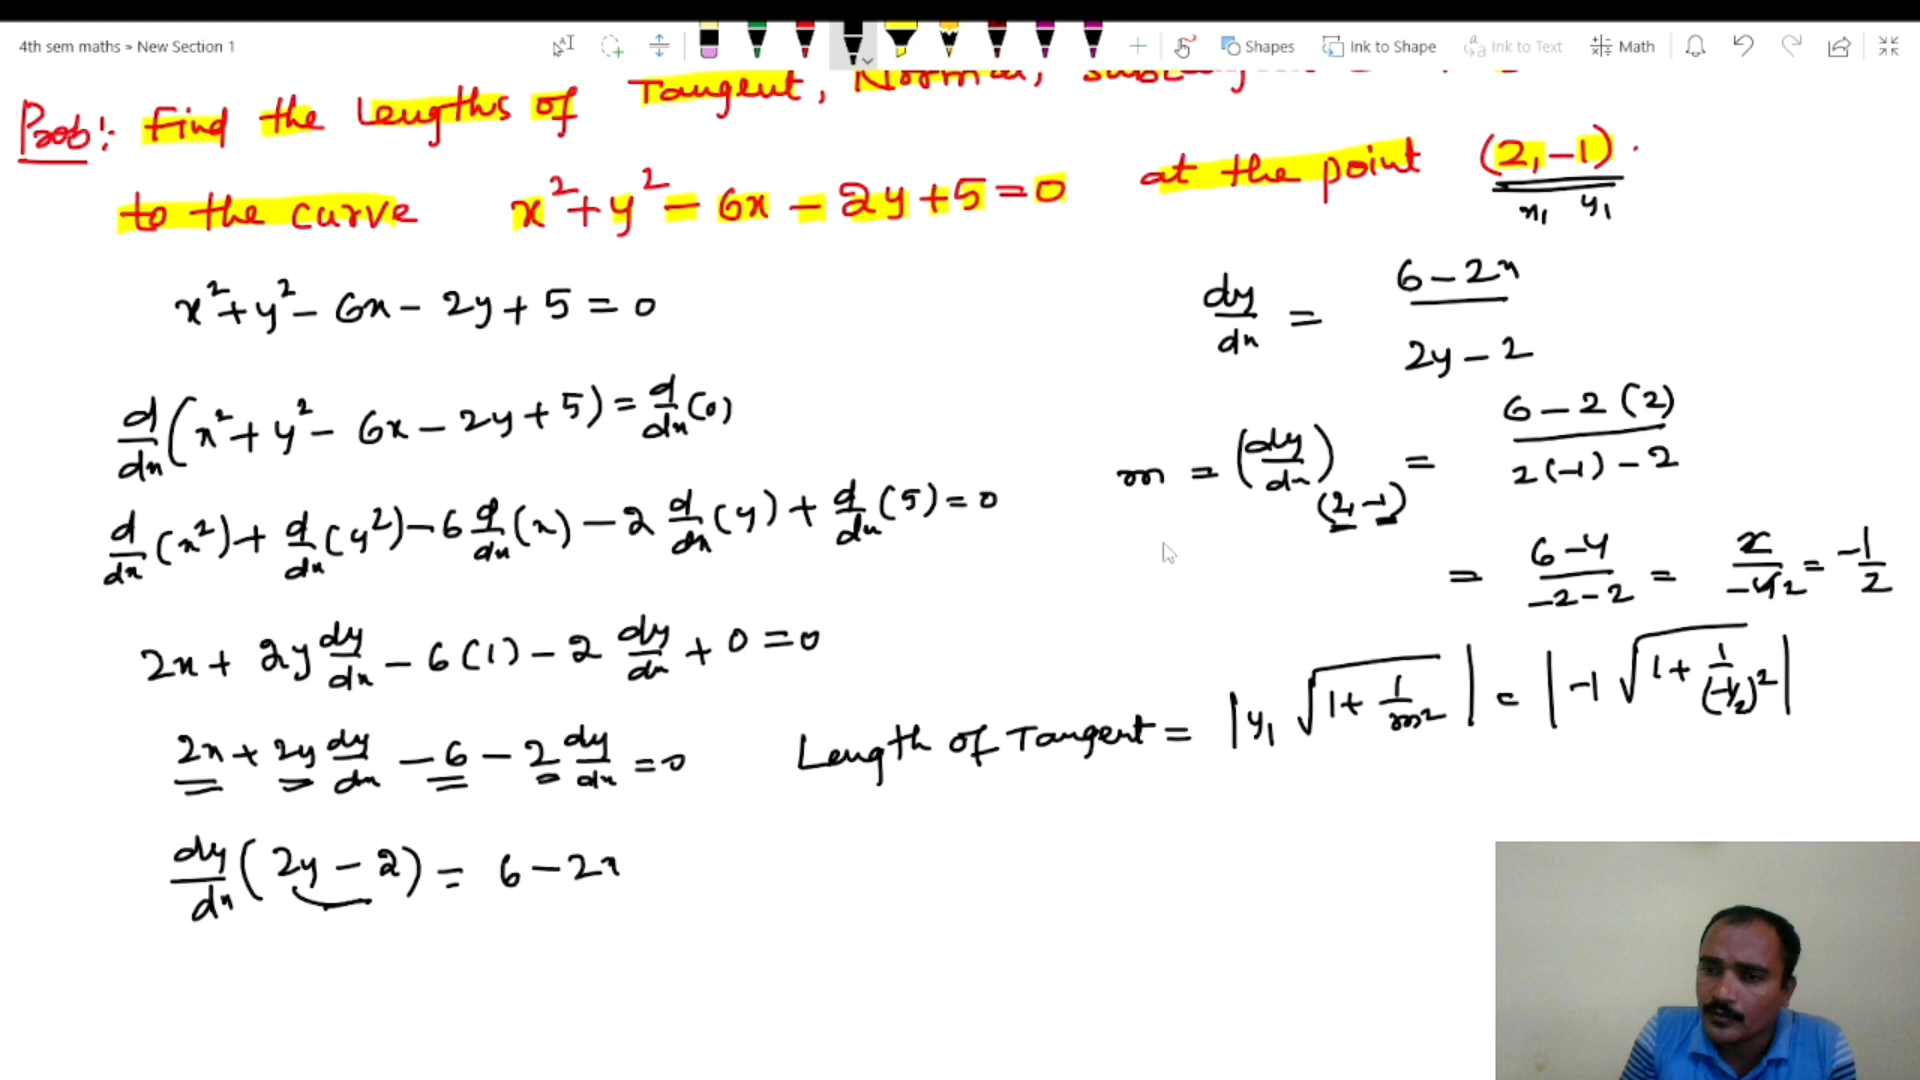 4th sem maths » New Section 1
Shapes Ink to Shape Ink to Text Math
Prob: Find the Lengths of Tangent, Normal,
to the curve x²+y²-6x-2y+5=0 at the point (2,-1).
x₁ y₁
x²+y²-6x-2y+5=0
d/dx(x²+y²-6x-2y+5)=d/dx(0)
d/dx(x²)+d/dx(y²)-6d/dx(x)-2d/dx(y)+d/dx(5)=0
2x+2y dy/dx-6(1)-2 dy/dx+0=0
2x+2y dy/dx-6-2dy/dx=0
dy/dx(2y-2)=6-2x
dy/dx = (6-2x)/(2y-2)
m = (dy/dx)(2,-1) = (6-2(2))/(2(-1)-2)
= (6-4)/(-2-2) = 2/-4 2 = -1/2
Length of Tangent = |y₁√(1+1/m²)| = |-1√(1+1/(-1/2)²)|